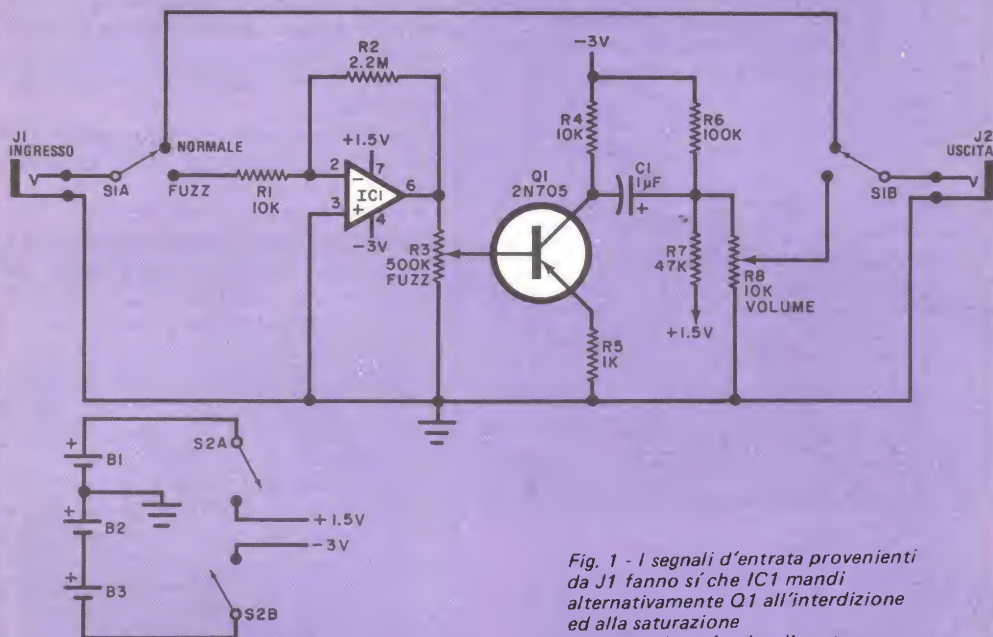 R2
2.2M
-3V
J1
INGRESSO
V
S1A
NORMALE
FUZZ
R1
10K
+1.5V
2
7
-
IC1
6
3
+
4
-3V
R3
500K
FUZZ
Q1
2N705
R4
10K
C1
1µF
+
R6
100K
R7
47K
+1.5V
R5
1K
R8
10K
VOLUME
S1B
J2
USCITA
V
+
B1
+
B2
+
B3
S2A
+1.5V
-3V
S2B
Fig. 1 - I segnali d'entrata provenienti
da J1 fanno sí che IC1 mandi
alternativamente Q1 all'interdizione
ed alla saturazione